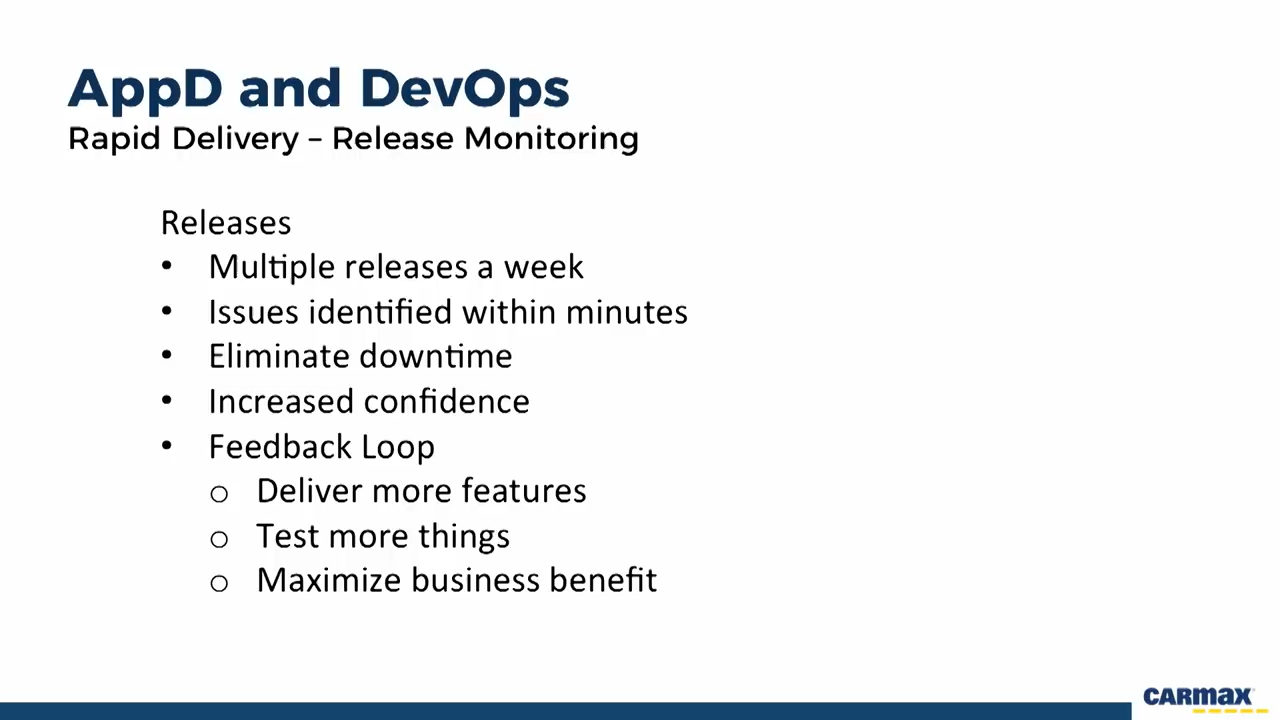 AppD and DevOps
Rapid Delivery – Release Monitoring
Releases
• Multiple releases a week
• Issues identified within minutes
• Eliminate downtime
• Increased confidence
• Feedback Loop
o Deliver more features
o Test more things
o Maximize business benefit
CARMAX